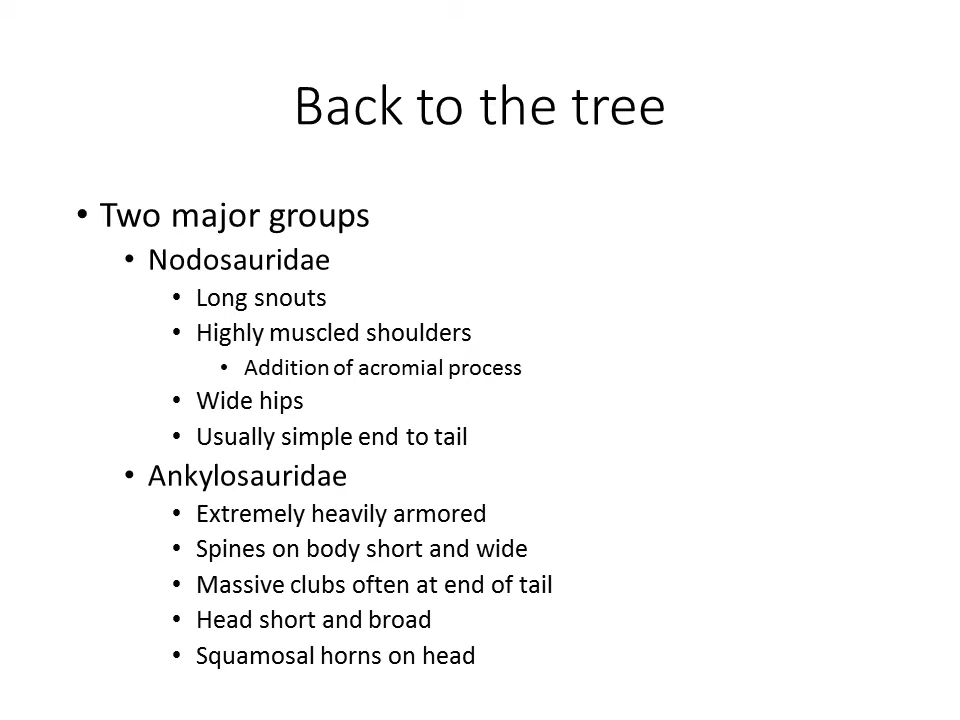 Back to the tree
• Two major groups
• Nodosauridae
• Long snouts
• Highly muscled shoulders
• Addition of acromial process
• Wide hips
• Usually simple end to tail
• Ankylosauridae
• Extremely heavily armored
• Spines on body short and wide
• Massive clubs often at end of tail
• Head short and broad
• Squamosal horns on head